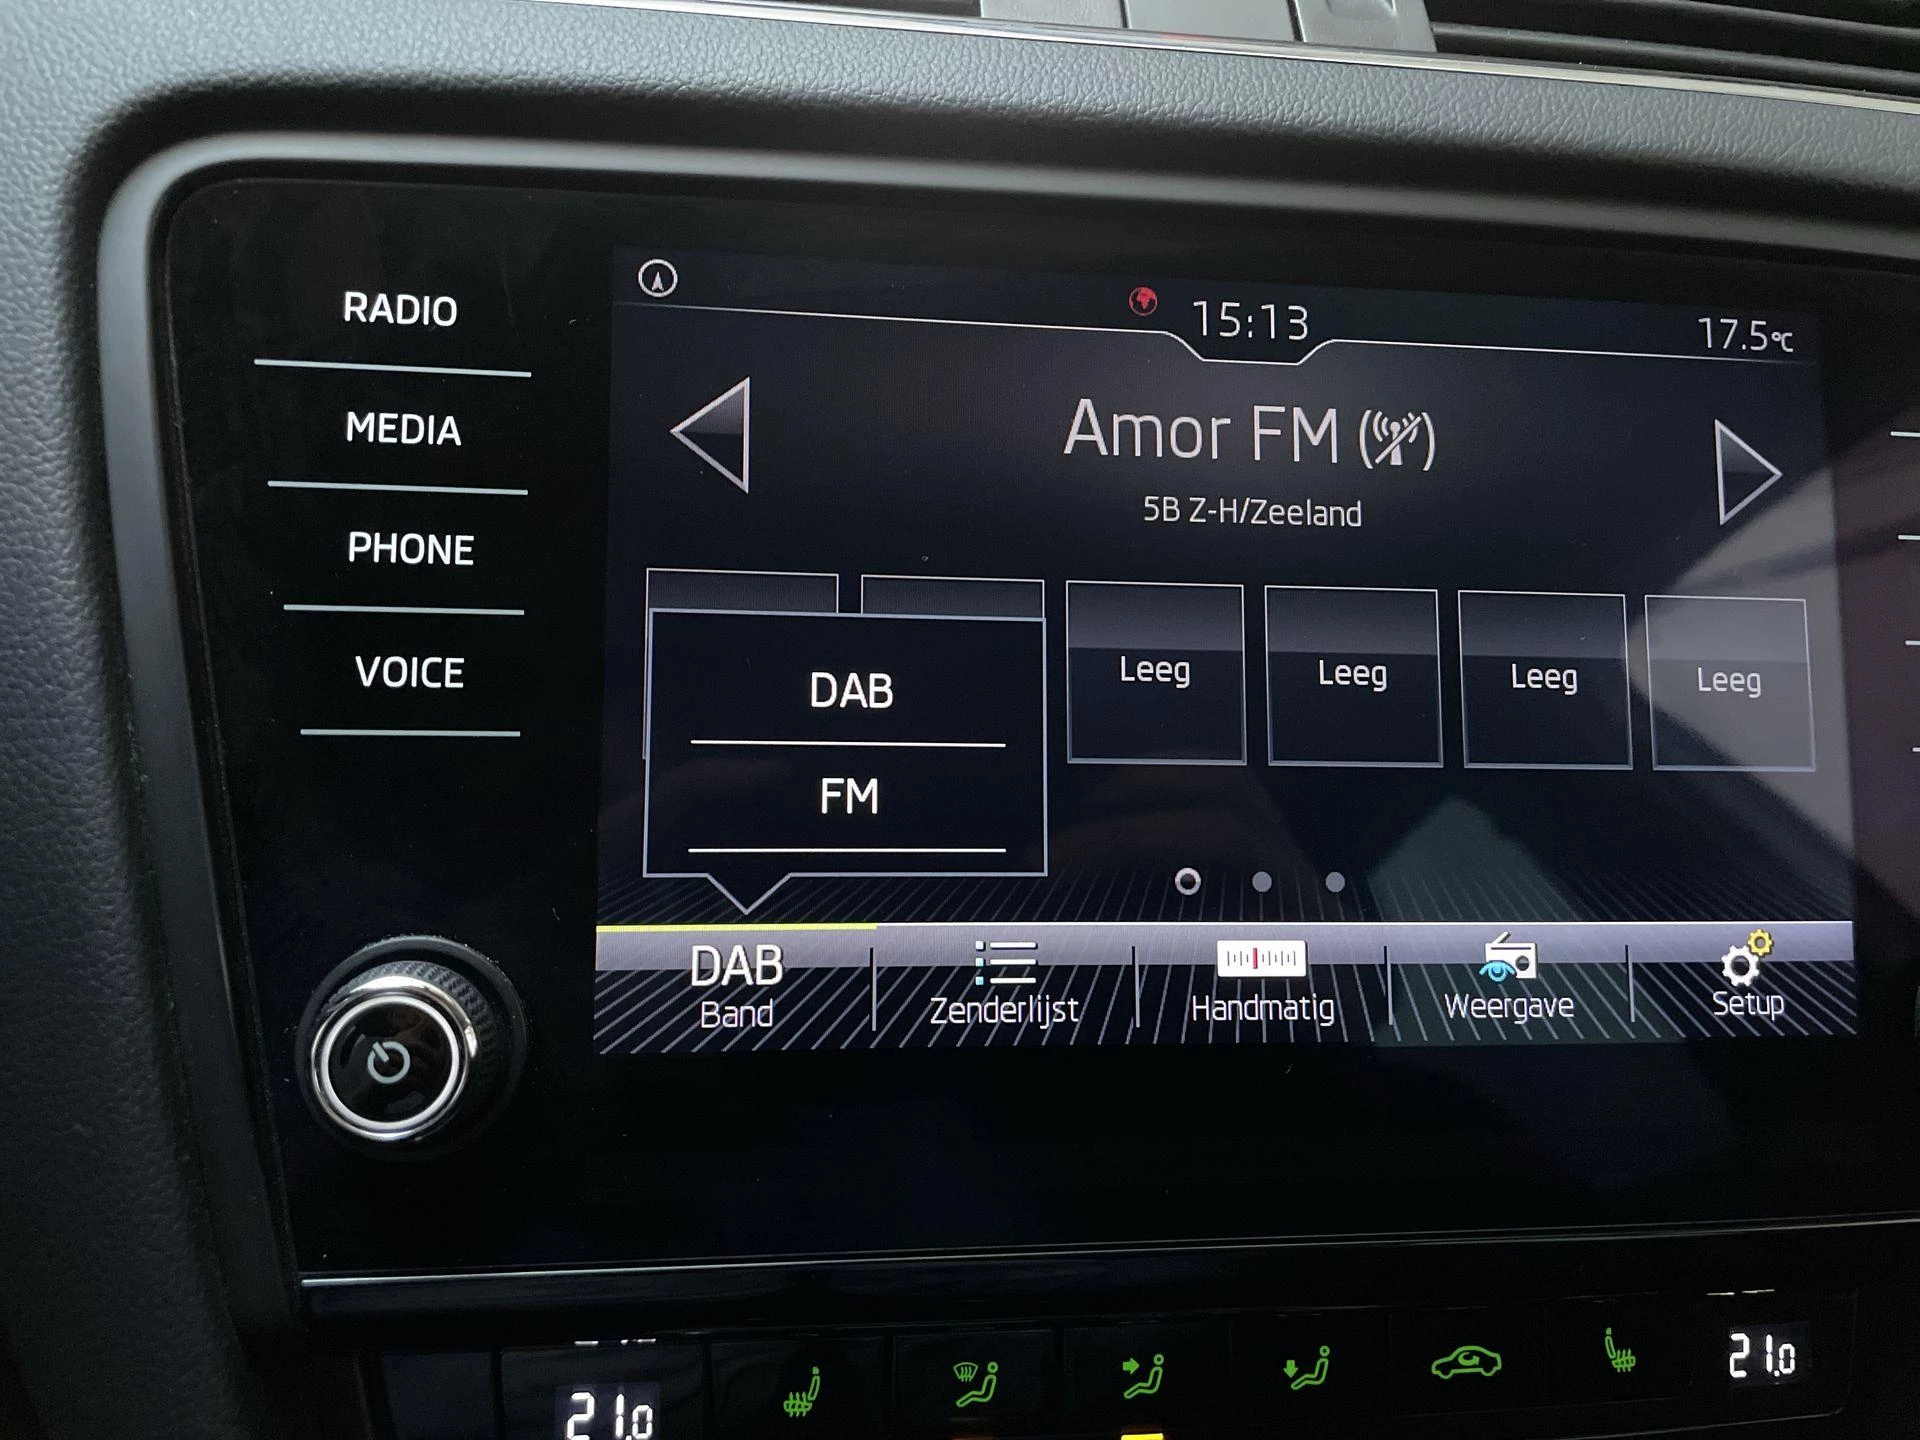 RADIO
MEDIA
PHONE
VOICE
15:13
17.5°C
Amor FM
5B Z-H/Zeeland
DAB
FM
Leeg
Leeg
Leeg
Leeg
DAB
Band
Zenderlijst
Handmatig
Weergave
Setup
21.0
21.0